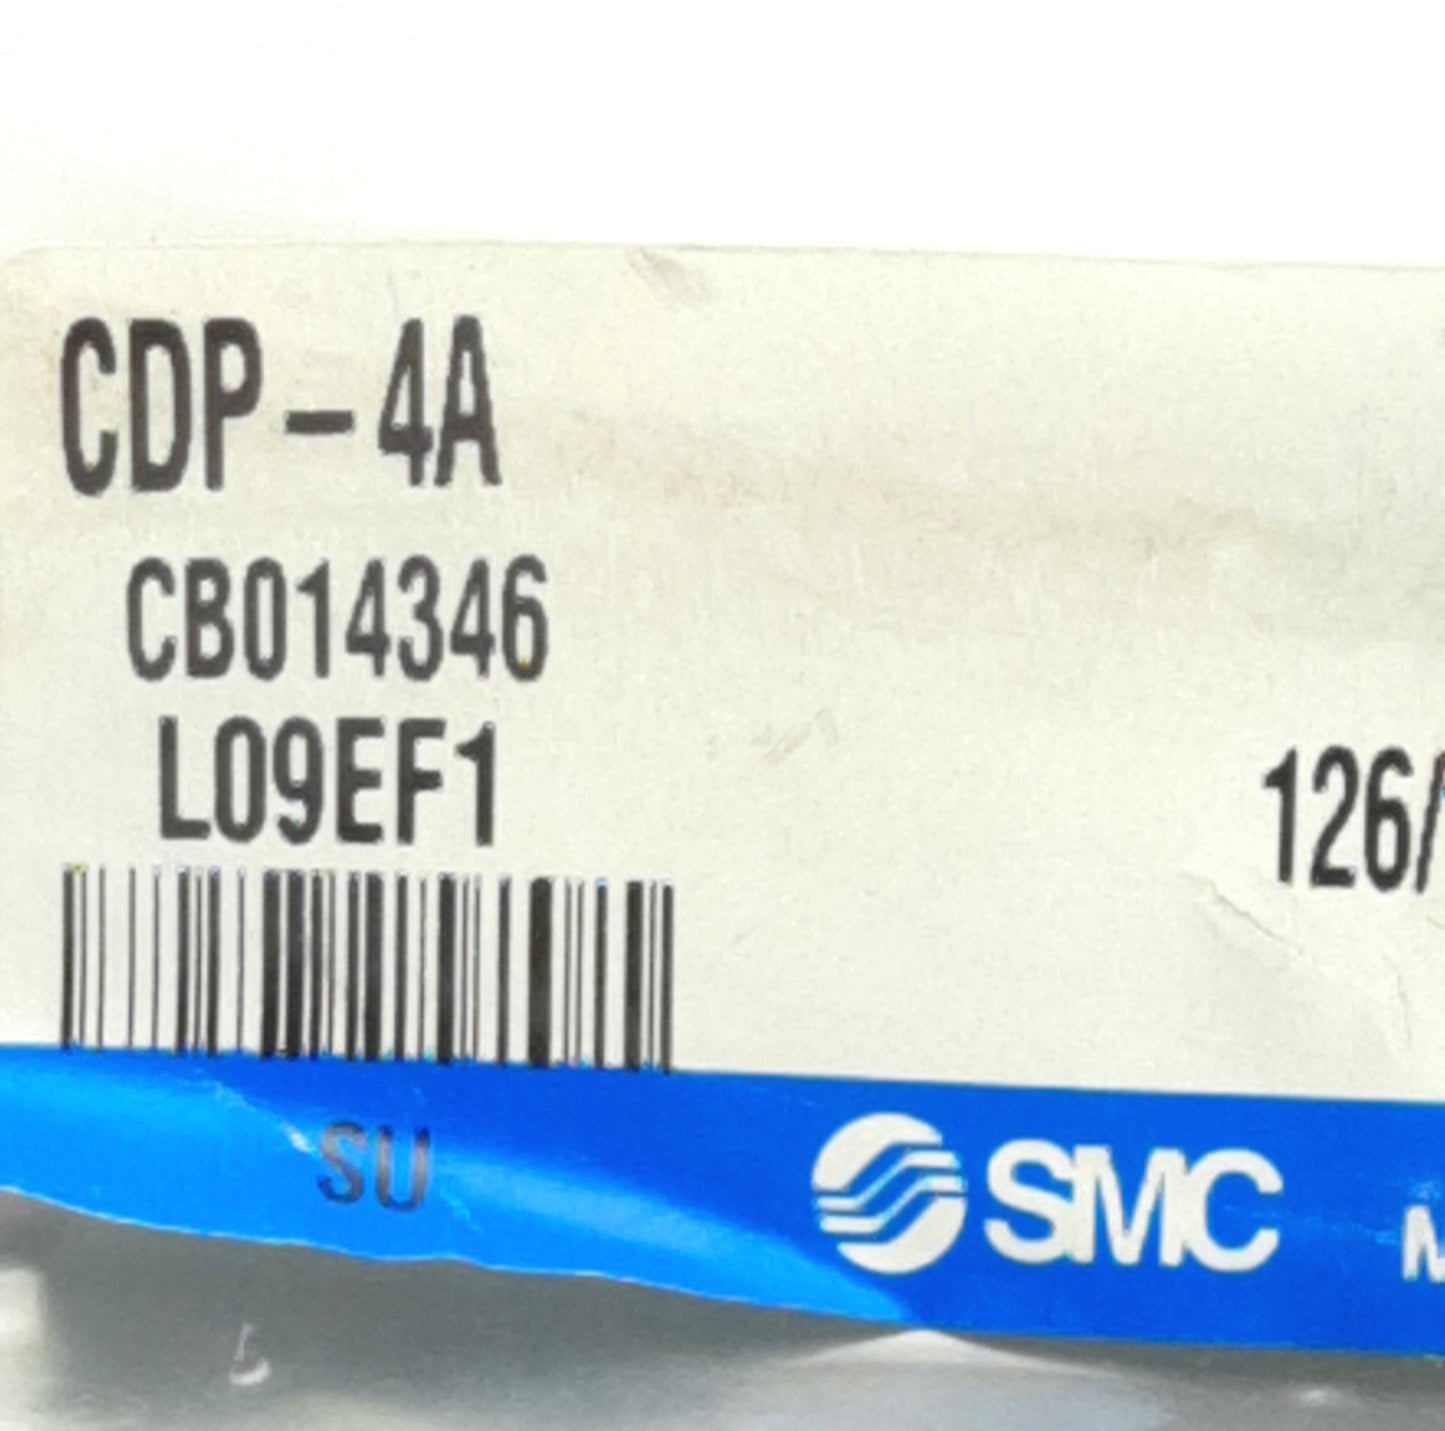 CDP-4A
CB014346
L09EF1
126/
SU
SMC